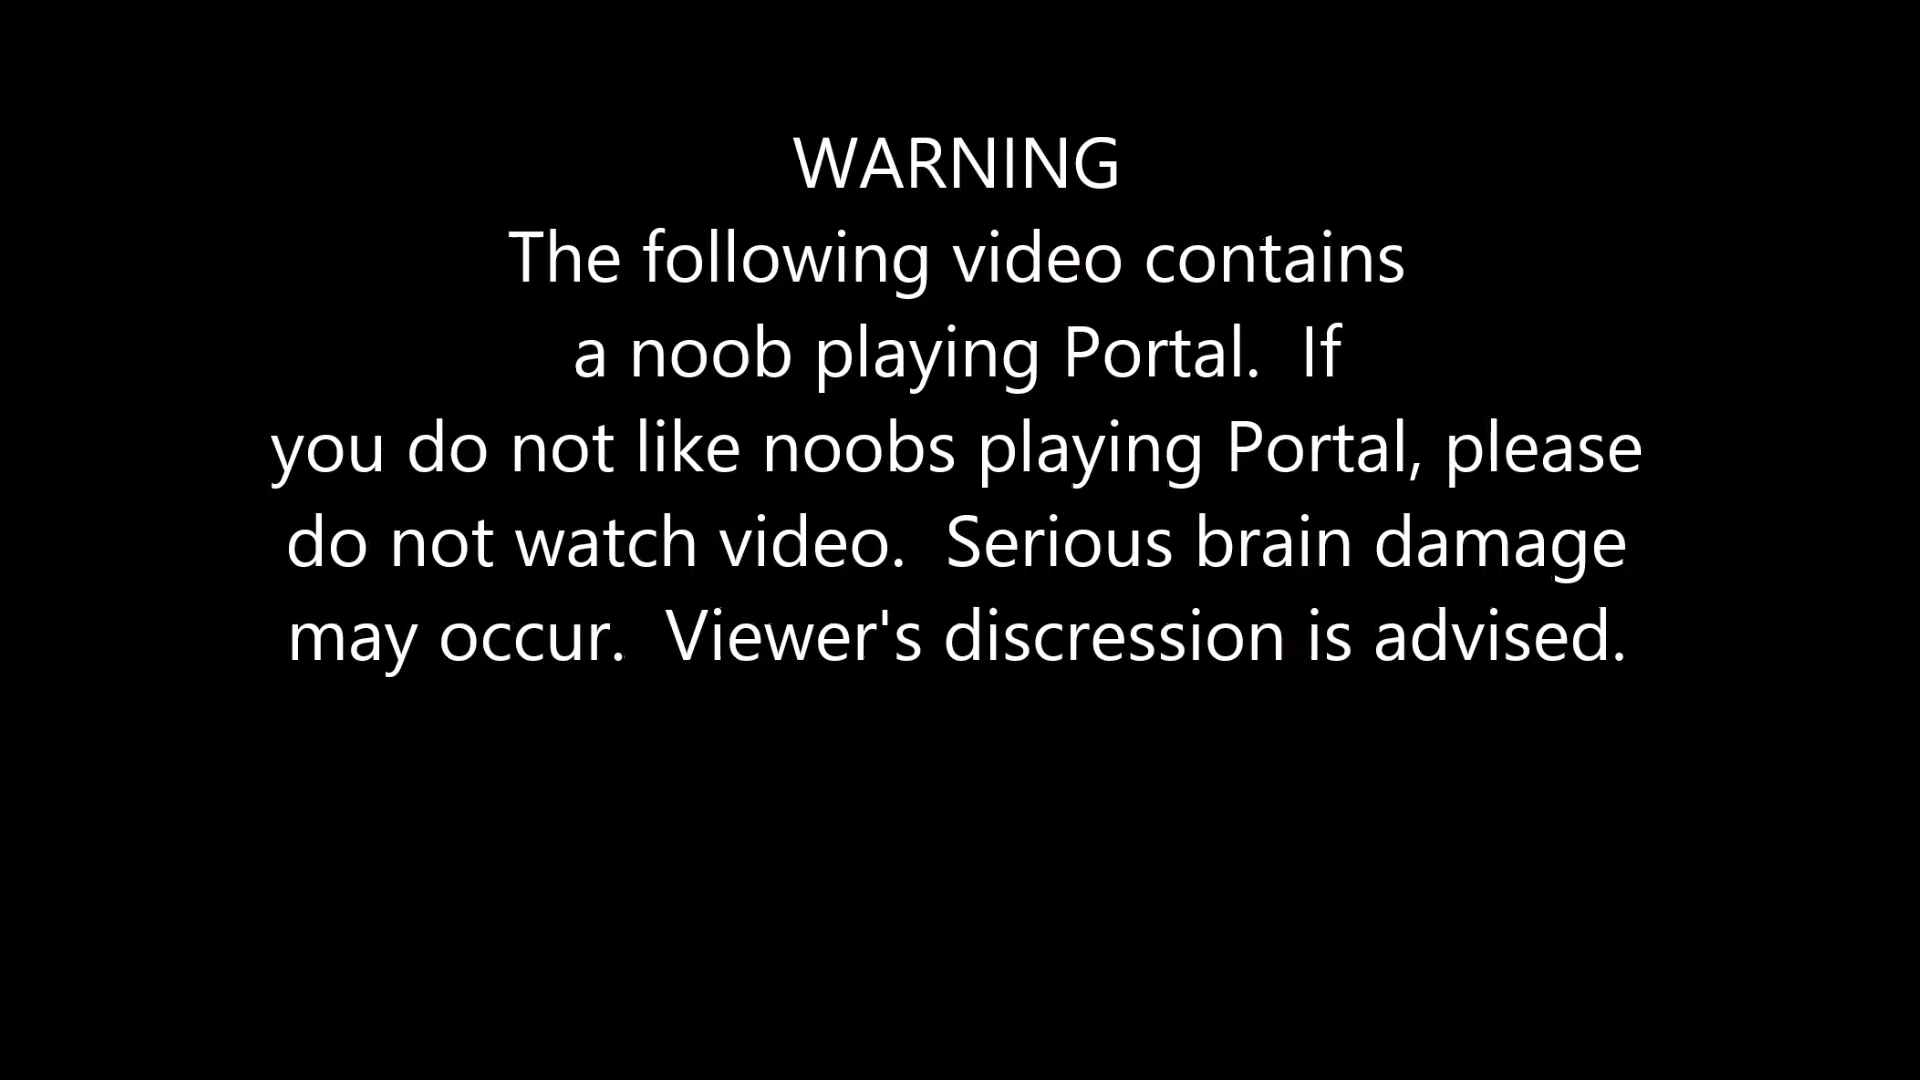 WARNING
The following video contains
a noob playing Portal.  If
you do not like noobs playing Portal, please
do not watch video.  Serious brain damage
may occur.  Viewer's discression is advised.